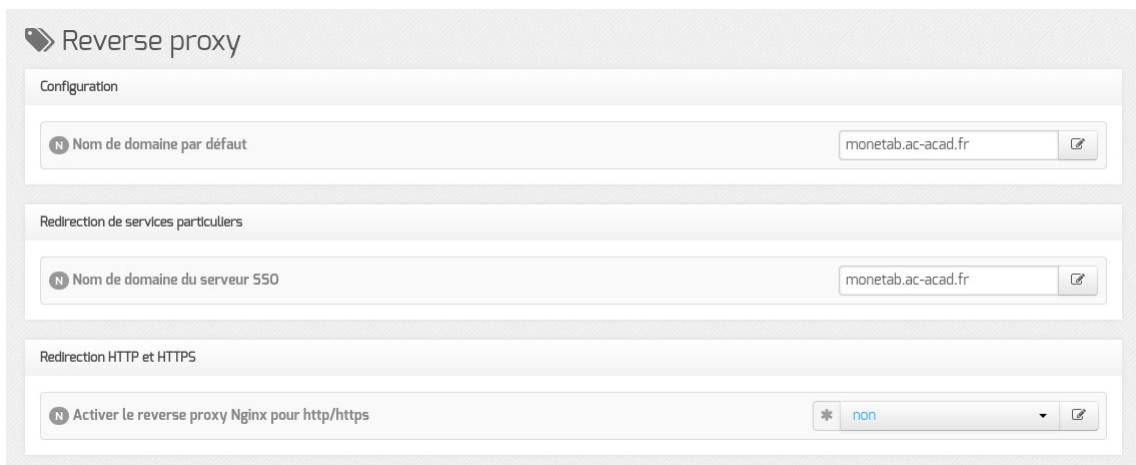 Reverse proxy
Configuration
N Nom de domaine par défaut
monetab.ac-acad.fr
Redirection de services particuliers
N Nom de domaine du serveur SSO
monetab.ac-acad.fr
Redirection HTTP et HTTPS
N Activer le reverse proxy Nginx pour http/https
non